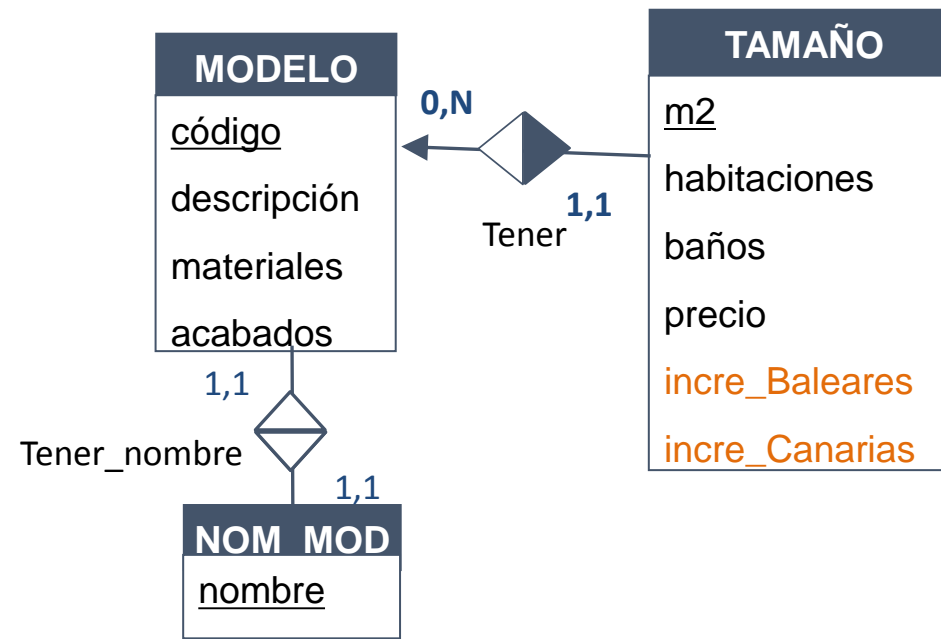 MODELO
código
descripción
materiales
acabados
0,N
1,1
Tener
TAMAÑO
m2
habitaciones
baños
precio
incre_Baleares
incre_Canarias
1,1
Tener_nombre
1,1
NOM_MOD
nombre